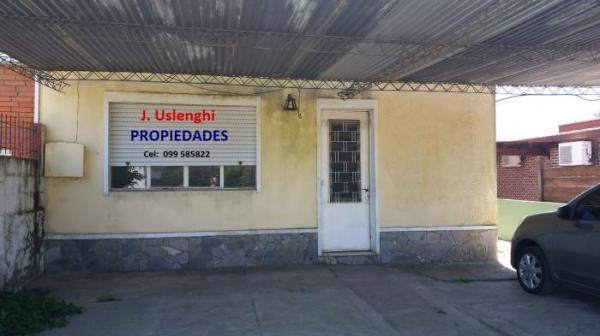 J. Uslenghi
PROPIEDADES
Cel: 099 585822